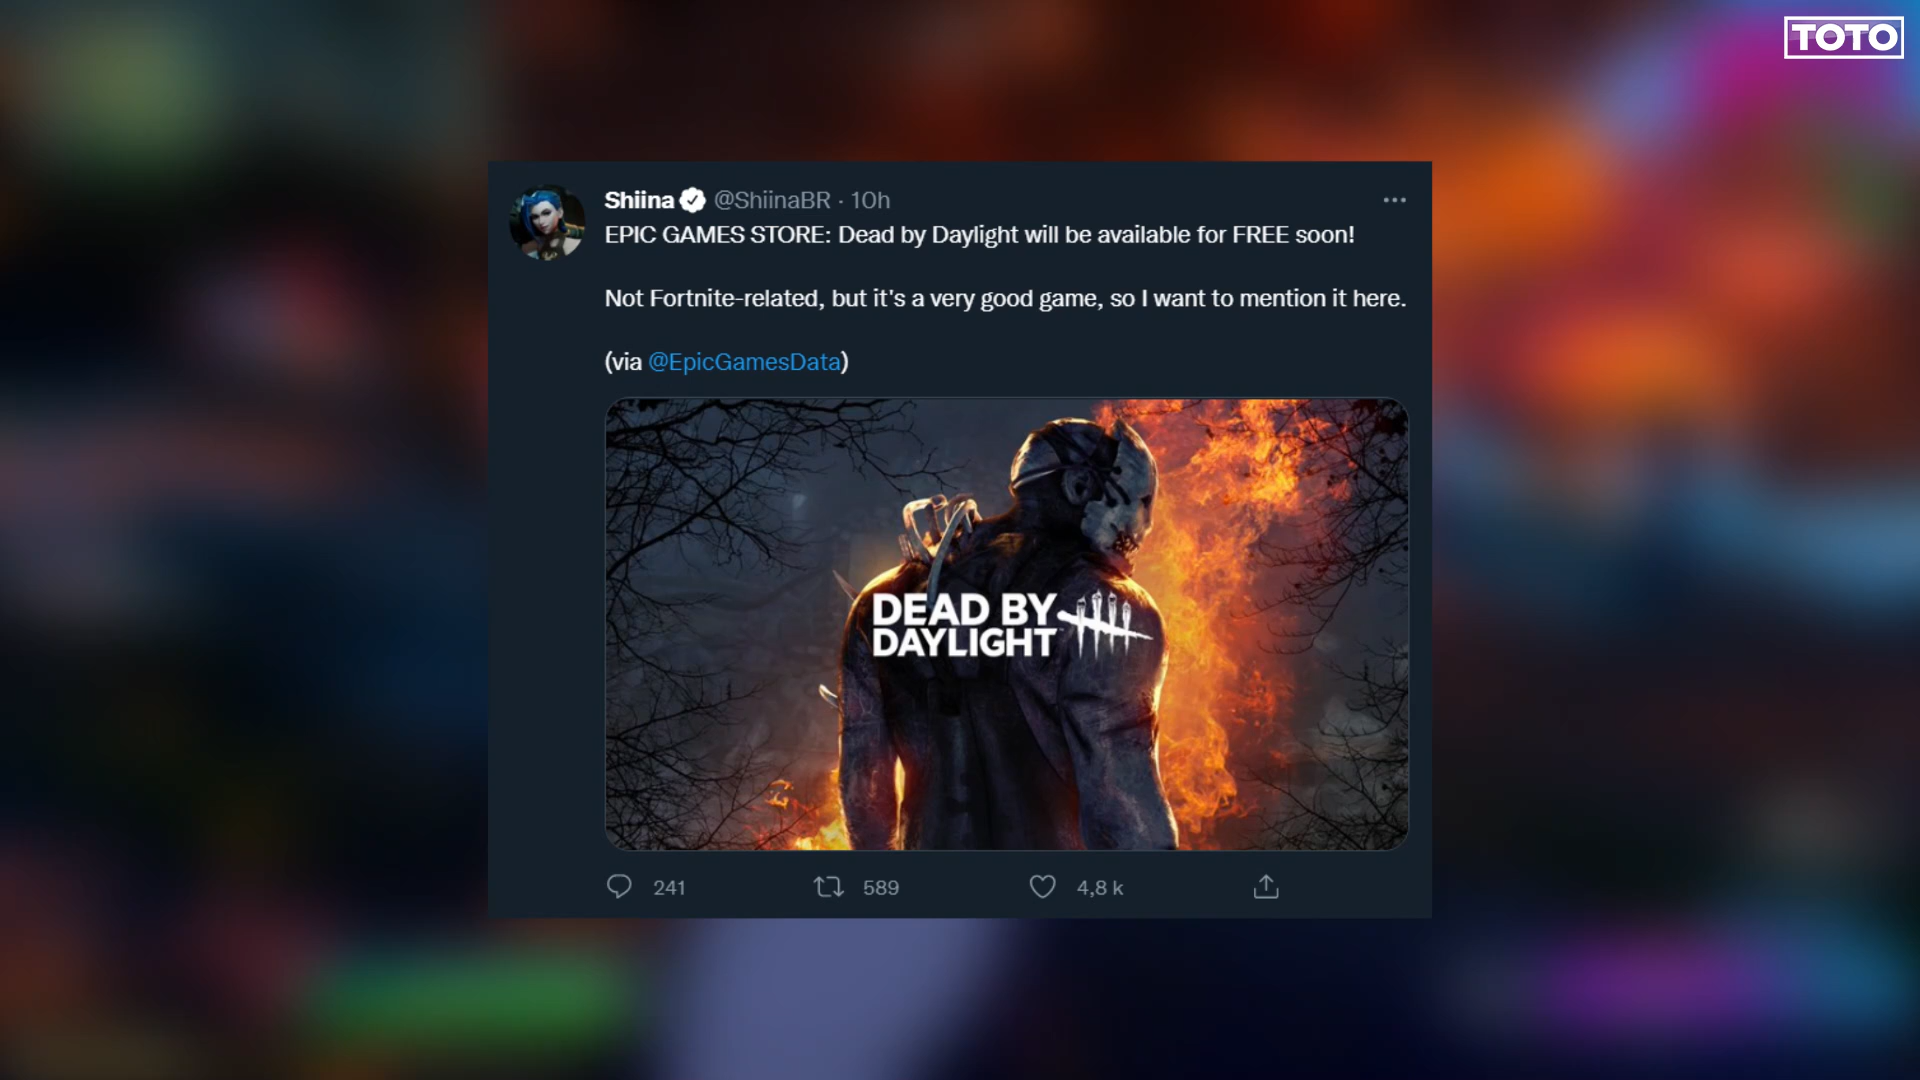 TOTO
Shiina @ShiinaBR · 10h
EPIC GAMES STORE: Dead by Daylight will be available for FREE soon!
Not Fortnite-related, but it's a very good game, so I want to mention it here.
(via @EpicGamesData)
DEAD BY
DAYLIGHT
241 589 4,8 k